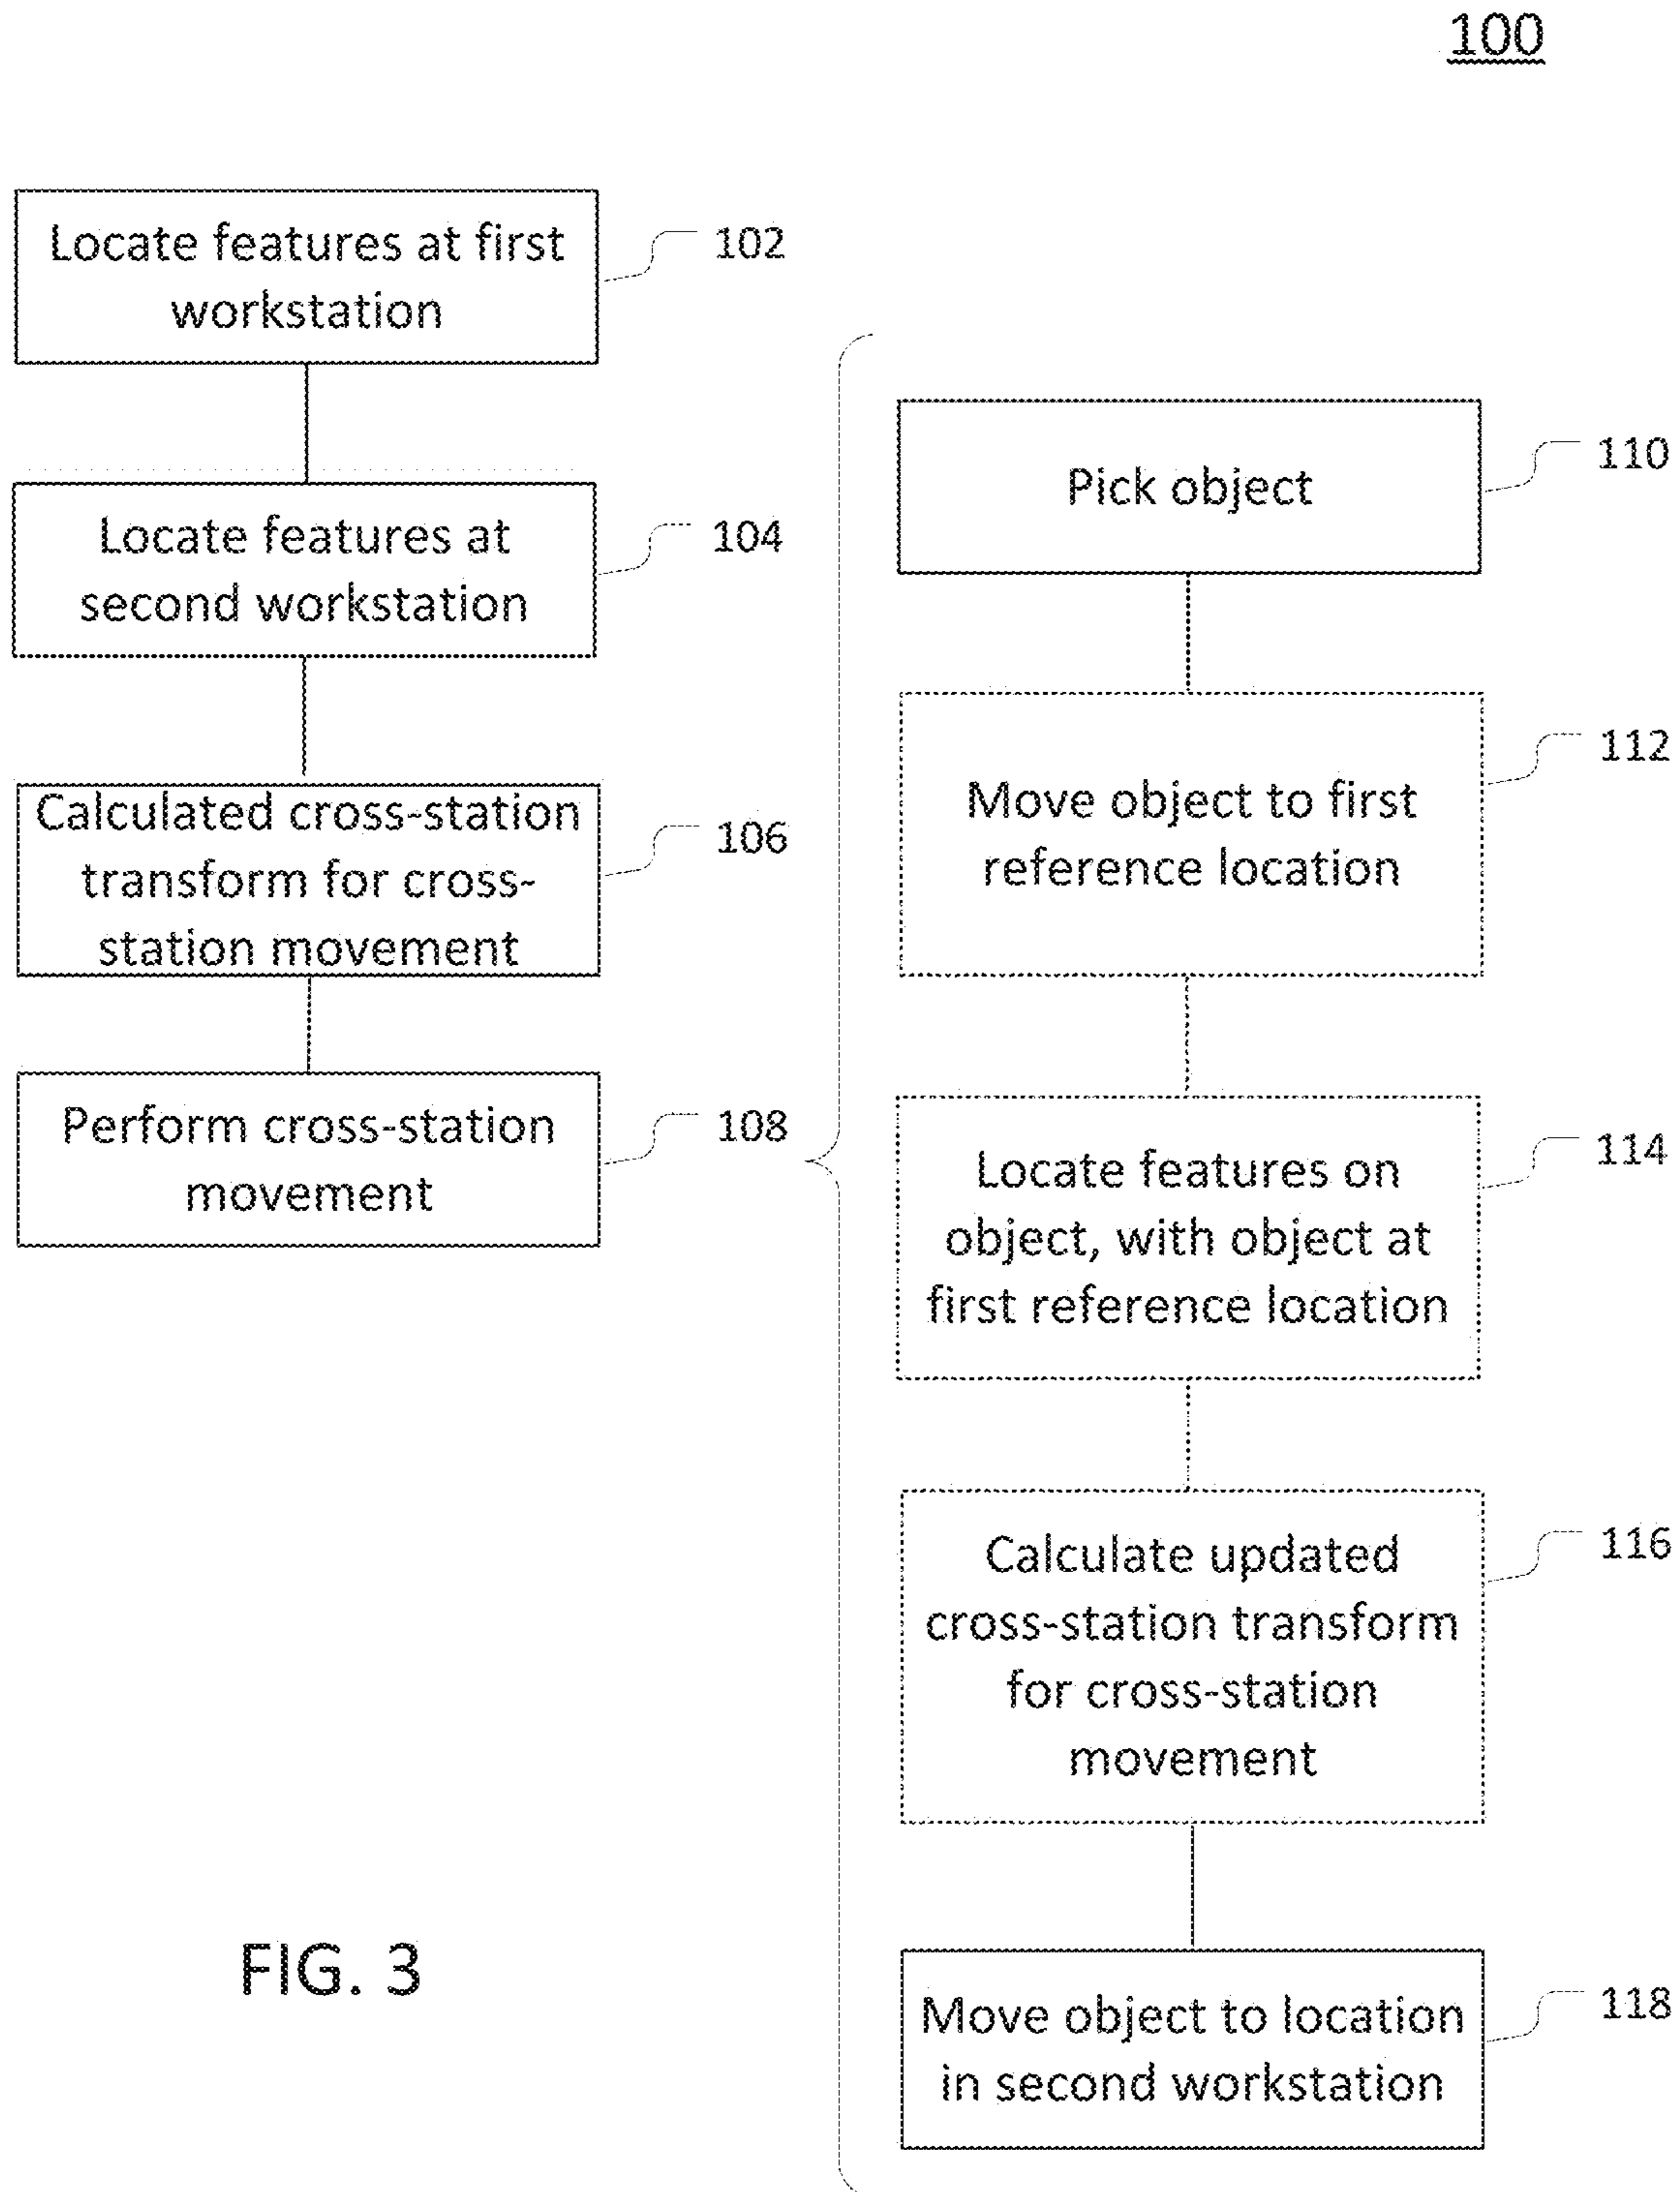 100
Locate features at first
workstation
102
Locate features at
second workstation
104
Calculated cross-station
transform for cross-
station movement
106
Perform cross-station
movement
108
Pick object
110
Move object to first
reference location
112
Locate features on
object, with object at
first reference location
114
Calculate updated
cross-station transform
for cross-station
movement
116
Move object to location
in second workstation
118
FIG. 3